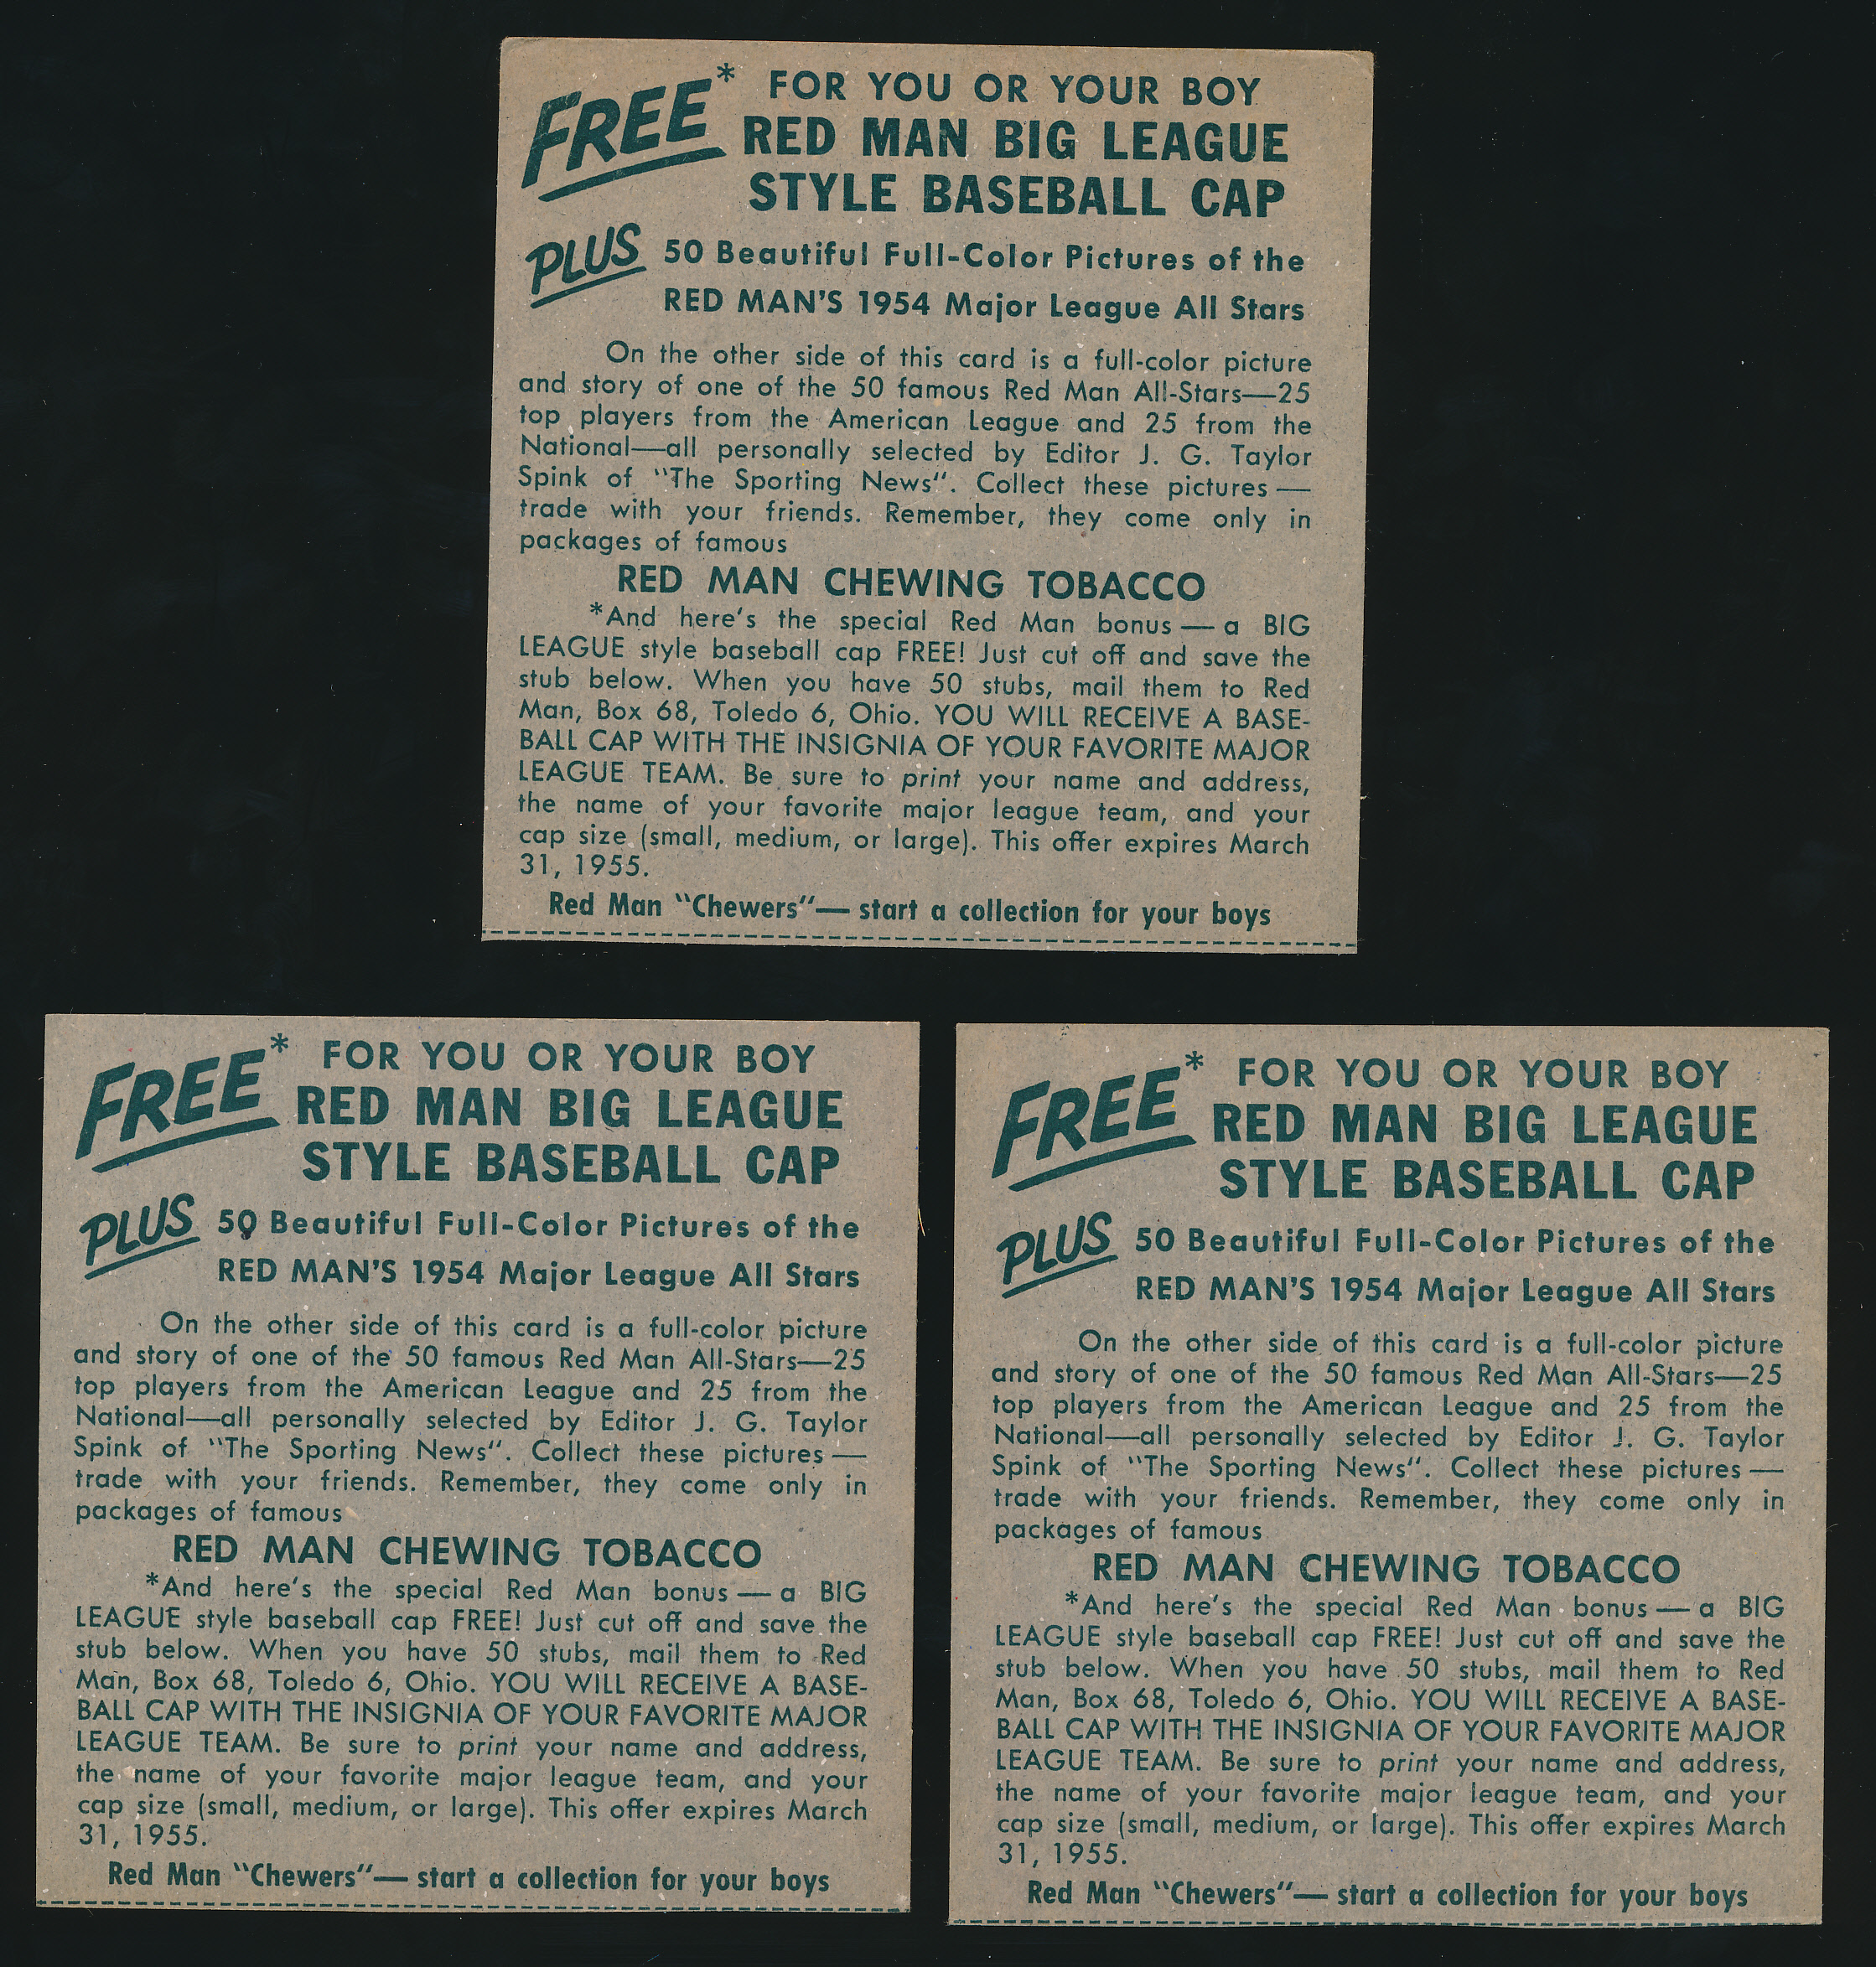 FREE* FOR YOU OR YOUR BOY
RED MAN BIG LEAGUE
STYLE BASEBALL CAP
PLUS 50 Beautiful Full-Color Pictures of the
RED MAN'S 1954 Major League All Stars
On the other side of this card is a full-color picture
and story of one of the 50 famous Red Man All-Stars—25
top players from the American League and 25 from the
National—all personally selected by Editor J. G. Taylor
Spink of "The Sporting News". Collect these pictures —
trade with your friends. Remember, they come only in
packages of famous
RED MAN CHEWING TOBACCO
*And here's the special Red Man bonus — a BIG
LEAGUE style baseball cap FREE! Just cut off and save the
stub below. When you have 50 stubs, mail them to Red
Man, Box 68, Toledo 6, Ohio. YOU WILL RECEIVE A BASE-
BALL CAP WITH THE INSIGNIA OF YOUR FAVORITE MAJOR
LEAGUE TEAM. Be sure to print your name and address,
the name of your favorite major league team, and your
cap size (small, medium, or large). This offer expires March
31, 1955.
Red Man "Chewers"— start a collection for your boys
FREE* FOR YOU OR YOUR BOY
RED MAN BIG LEAGUE
STYLE BASEBALL CAP
PLUS 50 Beautiful Full-Color Pictures of the
RED MAN'S 1954 Major League All Stars
On the other side of this card is a full-color picture
and story of one of the 50 famous Red Man All-Stars—25
top players from the American League and 25 from the
National—all personally selected by Editor J. G. Taylor
Spink of "The Sporting News". Collect these pictures —
trade with your friends. Remember, they come only in
packages of famous
RED MAN CHEWING TOBACCO
*And here's the special Red Man bonus — a BIG
LEAGUE style baseball cap FREE! Just cut off and save the
stub below. When you have 50 stubs, mail them to Red
Man, Box 68, Toledo 6, Ohio. YOU WILL RECEIVE A BASE-
BALL CAP WITH THE INSIGNIA OF YOUR FAVORITE MAJOR
LEAGUE TEAM. Be sure to print your name and address,
the name of your favorite major league team, and your
cap size (small, medium, or large). This offer expires March
31, 1955.
Red Man "Chewers"— start a collection for your boys
FREE* FOR YOU OR YOUR BOY
RED MAN BIG LEAGUE
STYLE BASEBALL CAP
PLUS 50 Beautiful Full-Color Pictures of the
RED MAN'S 1954 Major League All Stars
On the other side of this card is a full-color picture
and story of one of the 50 famous Red Man All-Stars—25
top players from the American League and 25 from the
National—all personally selected by Editor J. G. Taylor
Spink of "The Sporting News". Collect these pictures —
trade with your friends. Remember, they come only in
packages of famous
RED MAN CHEWING TOBACCO
*And here's the special Red Man bonus — a BIG
LEAGUE style baseball cap FREE! Just cut off and save the
stub below. When you have 50 stubs, mail them to Red
Man, Box 68, Toledo 6, Ohio. YOU WILL RECEIVE A BASE-
BALL CAP WITH THE INSIGNIA OF YOUR FAVORITE MAJOR
LEAGUE TEAM. Be sure to print your name and address,
the name of your favorite major league team, and your
cap size (small, medium, or large). This offer expires March
31, 1955.
Red Man "Chewers"— start a collection for your boys